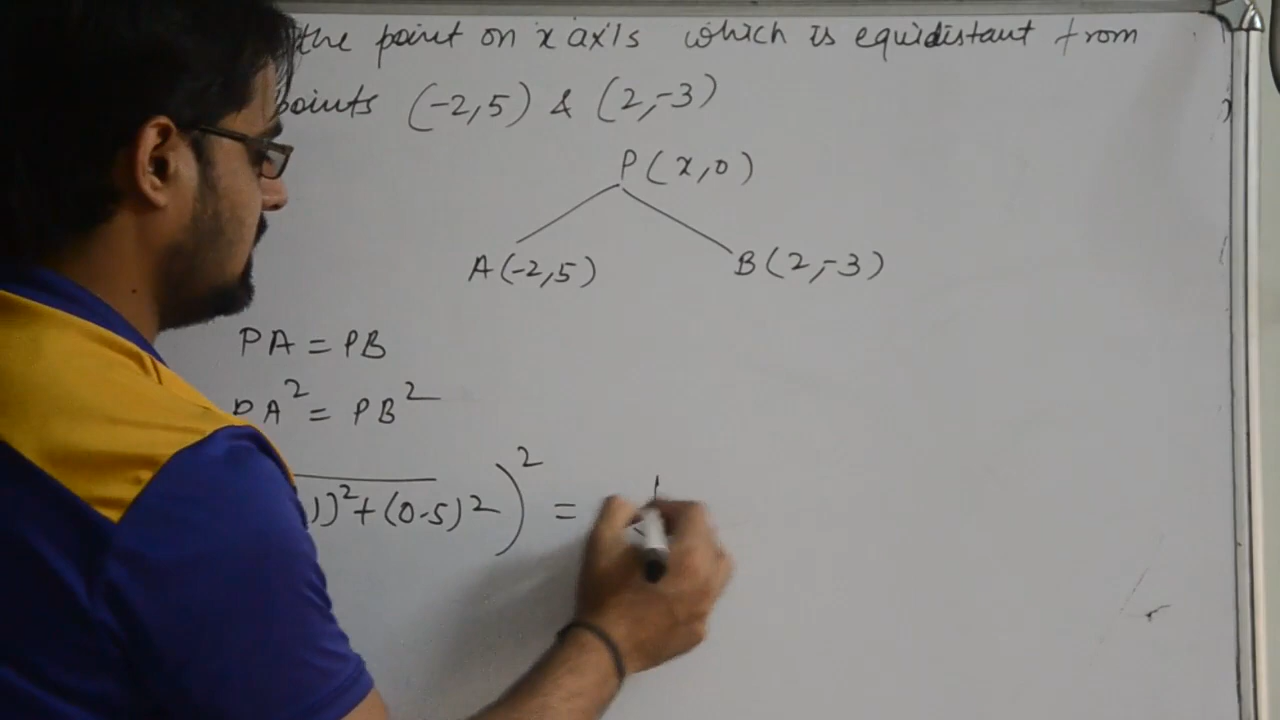 the point on x axis which is equidistant from
points (-2,5) & (2,-3)
P(x,0)
A(-2,5) B(2,-3)
PA = PB
PA² = PB²
))²+(0-5)²)² =